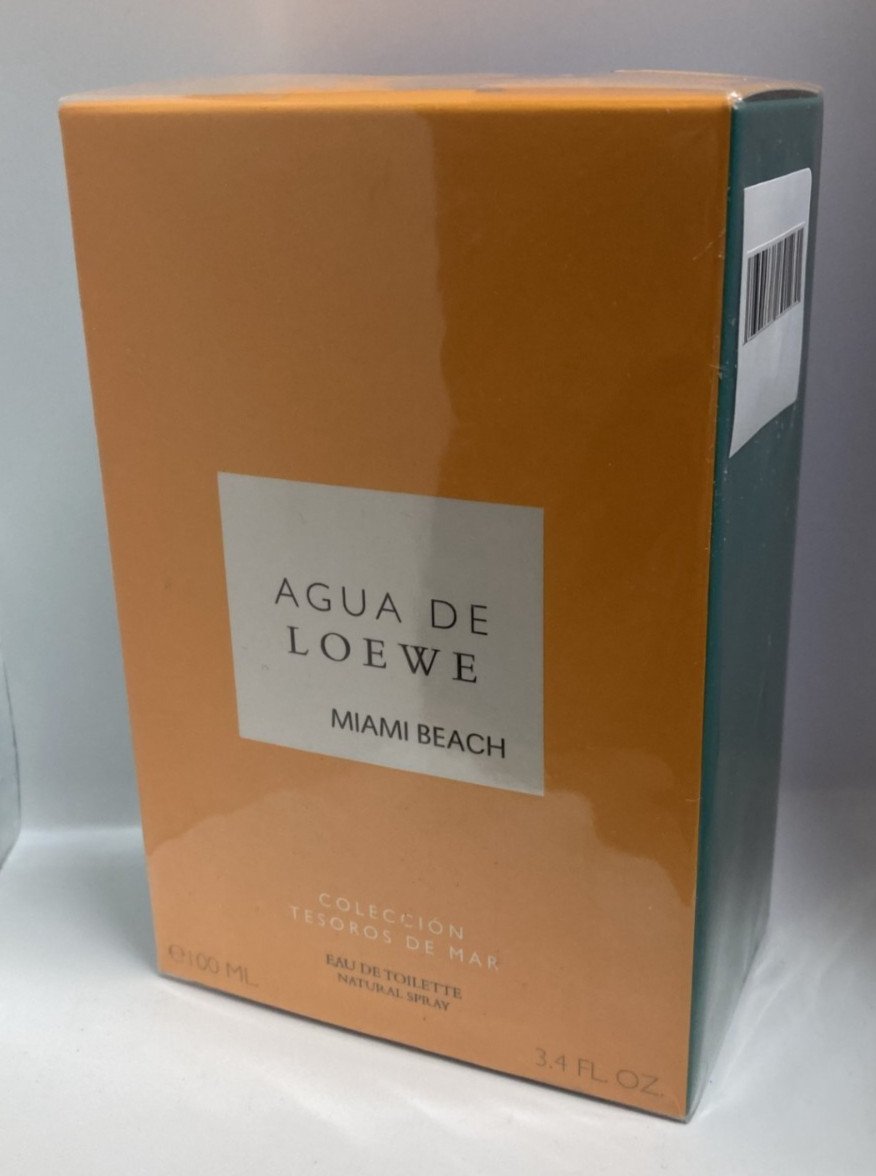 AGUA DE
LOEWE
MIAMI BEACH
COLECCIÓN
TESOROS DE MAR
EAU DE TOILETTE
NATURAL SPRAY
℮100 ML
3.4 FL. OZ.